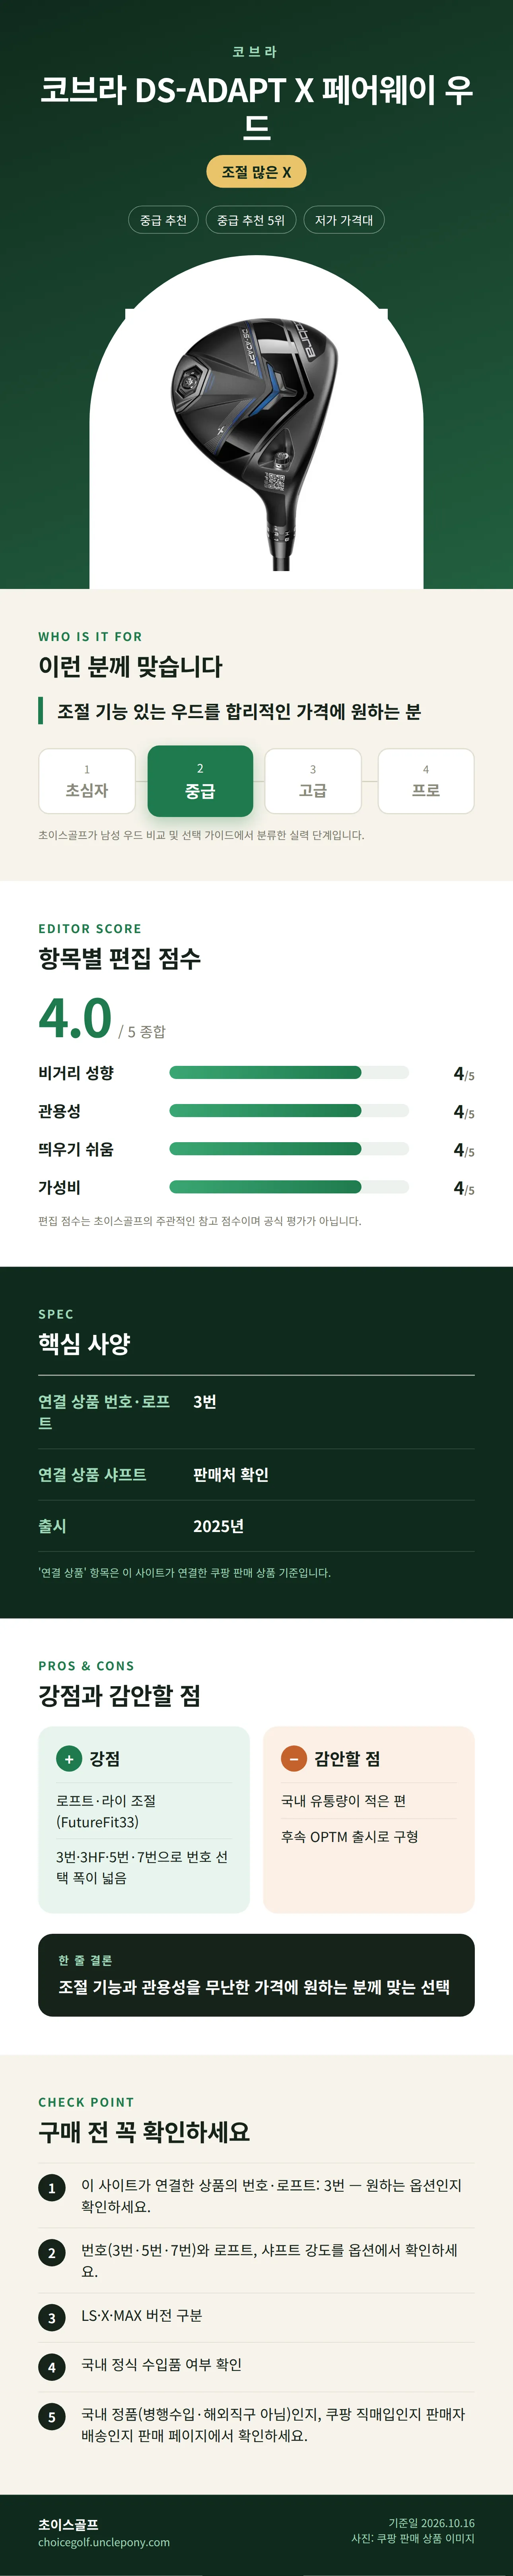 코브라
코브라 DS-ADAPT X 페어웨이 우
드
조절 많은 X
중급 추천
중급 추천 5위
저가 가격대
cobra
DS-ADAPT
X
WHO IS IT FOR
이런 분께 맞습니다
조절 기능 있는 우드를 합리적인 가격에 원하는 분
1
초심자
2
중급
3
고급
4
프로
초이스골프가 남성 우드 비교 및 선택 가이드에서 분류한 실력 단계입니다.
EDITOR SCORE
항목별 편집 점수
4.0 / 5 종합
비거리 성향 4/5
관용성 4/5
띄우기 쉬움 4/5
가성비 4/5
편집 점수는 초이스골프의 주관적인 참고 점수이며 공식 평가가 아닙니다.
SPEC
핵심 사양
연결 상품 번호·로프
트
3번
연결 상품 샤프트 판매처 확인
출시 2025년
'연결 상품' 항목은 이 사이트가 연결한 쿠팡 판매 상품 기준입니다.
PROS & CONS
강점과 감안할 점
+ 강점
로프트·라이 조절
(FutureFit33)
3번·3HF·5번·7번으로 번호 선
택 폭이 넓음
− 감안할 점
국내 유통량이 적은 편
후속 OPTM 출시로 구형
한 줄 결론
조절 기능과 관용성을 무난한 가격에 원하는 분께 맞는 선택
CHECK POINT
구매 전 꼭 확인하세요
1 이 사이트가 연결한 상품의 번호·로프트: 3번 — 원하는 옵션인지
확인하세요.
2 번호(3번·5번·7번)와 로프트, 샤프트 강도를 옵션에서 확인하세
요.
3 LS·X·MAX 버전 구분
4 국내 정식 수입품 여부 확인
5 국내 정품(병행수입·해외직구 아님)인지, 쿠팡 직매입인지 판매자
배송인지 판매 페이지에서 확인하세요.
초이스골프
choicegolf.unclepony.com
기준일 2026.10.16
사진: 쿠팡 판매 상품 이미지